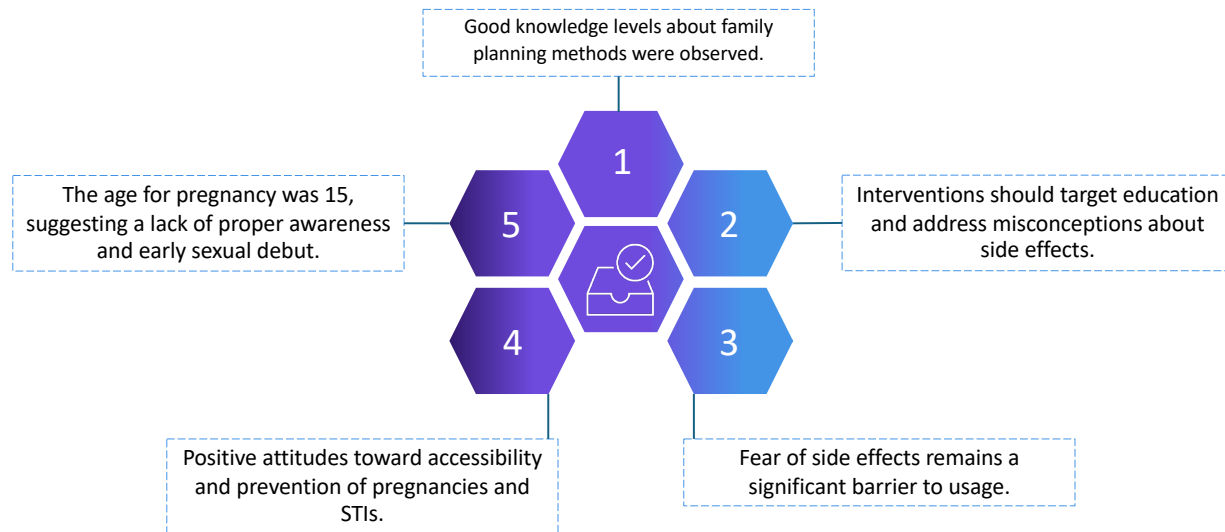 Good knowledge levels about family
planning methods were observed.
1
The age for pregnancy was 15,
suggesting a lack of proper awareness
and early sexual debut.
5
2
Interventions should target education
and address misconceptions about
side effects.
4
3
Positive attitudes toward accessibility
and prevention of pregnancies and
STIs.
Fear of side effects remains a
significant barrier to usage.